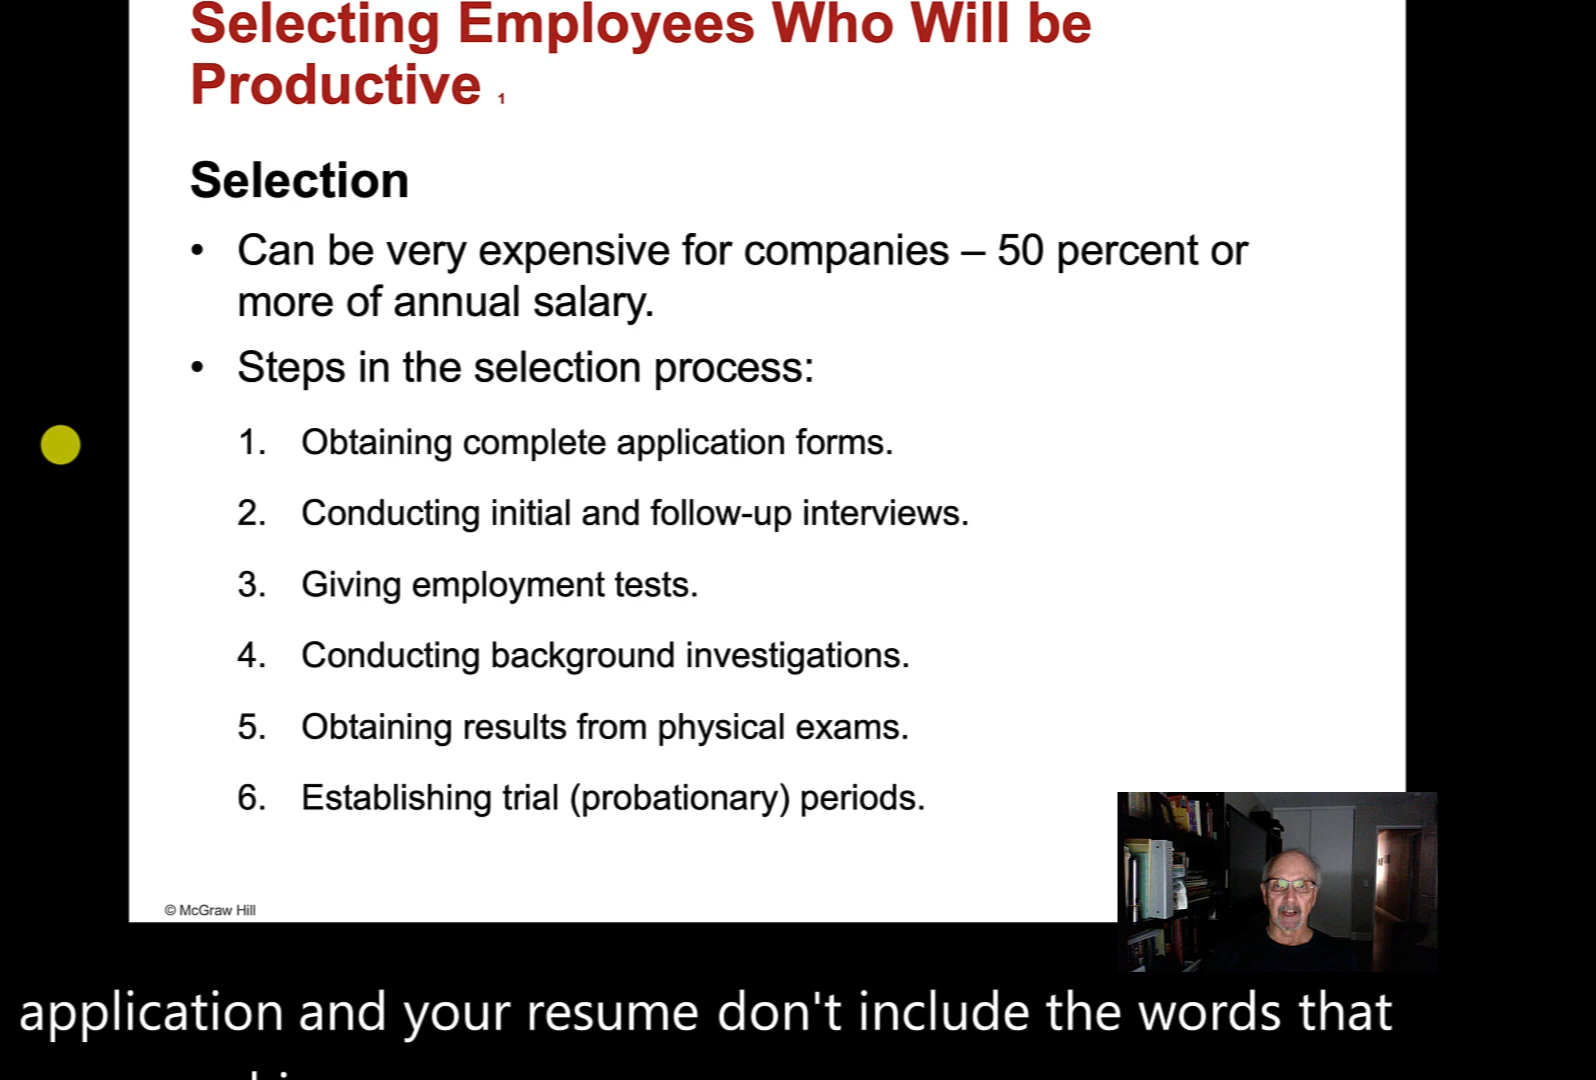 Selecting Employees Who Will be
Productive 1
Selection
• Can be very expensive for companies – 50 percent or
more of annual salary.
• Steps in the selection process:
1. Obtaining complete application forms.
2. Conducting initial and follow-up interviews.
3. Giving employment tests.
4. Conducting background investigations.
5. Obtaining results from physical exams.
6. Establishing trial (probationary) periods.
© McGraw Hill
application and your resume don't include the words that